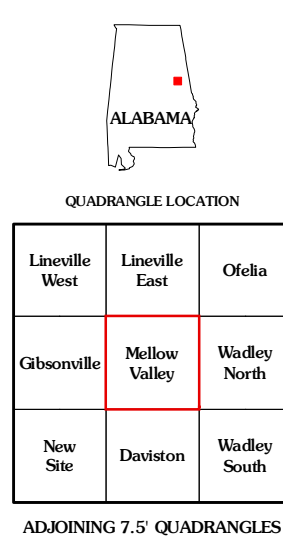 ALABAMA
QUADRANGLE LOCATION
Lineville
West
Lineville
East
Ofelia
Gibsonville
Mellow
Valley
Wadley
North
New
Site
Daviston
Wadley
South
ADJOINING 7.5' QUADRANGLES